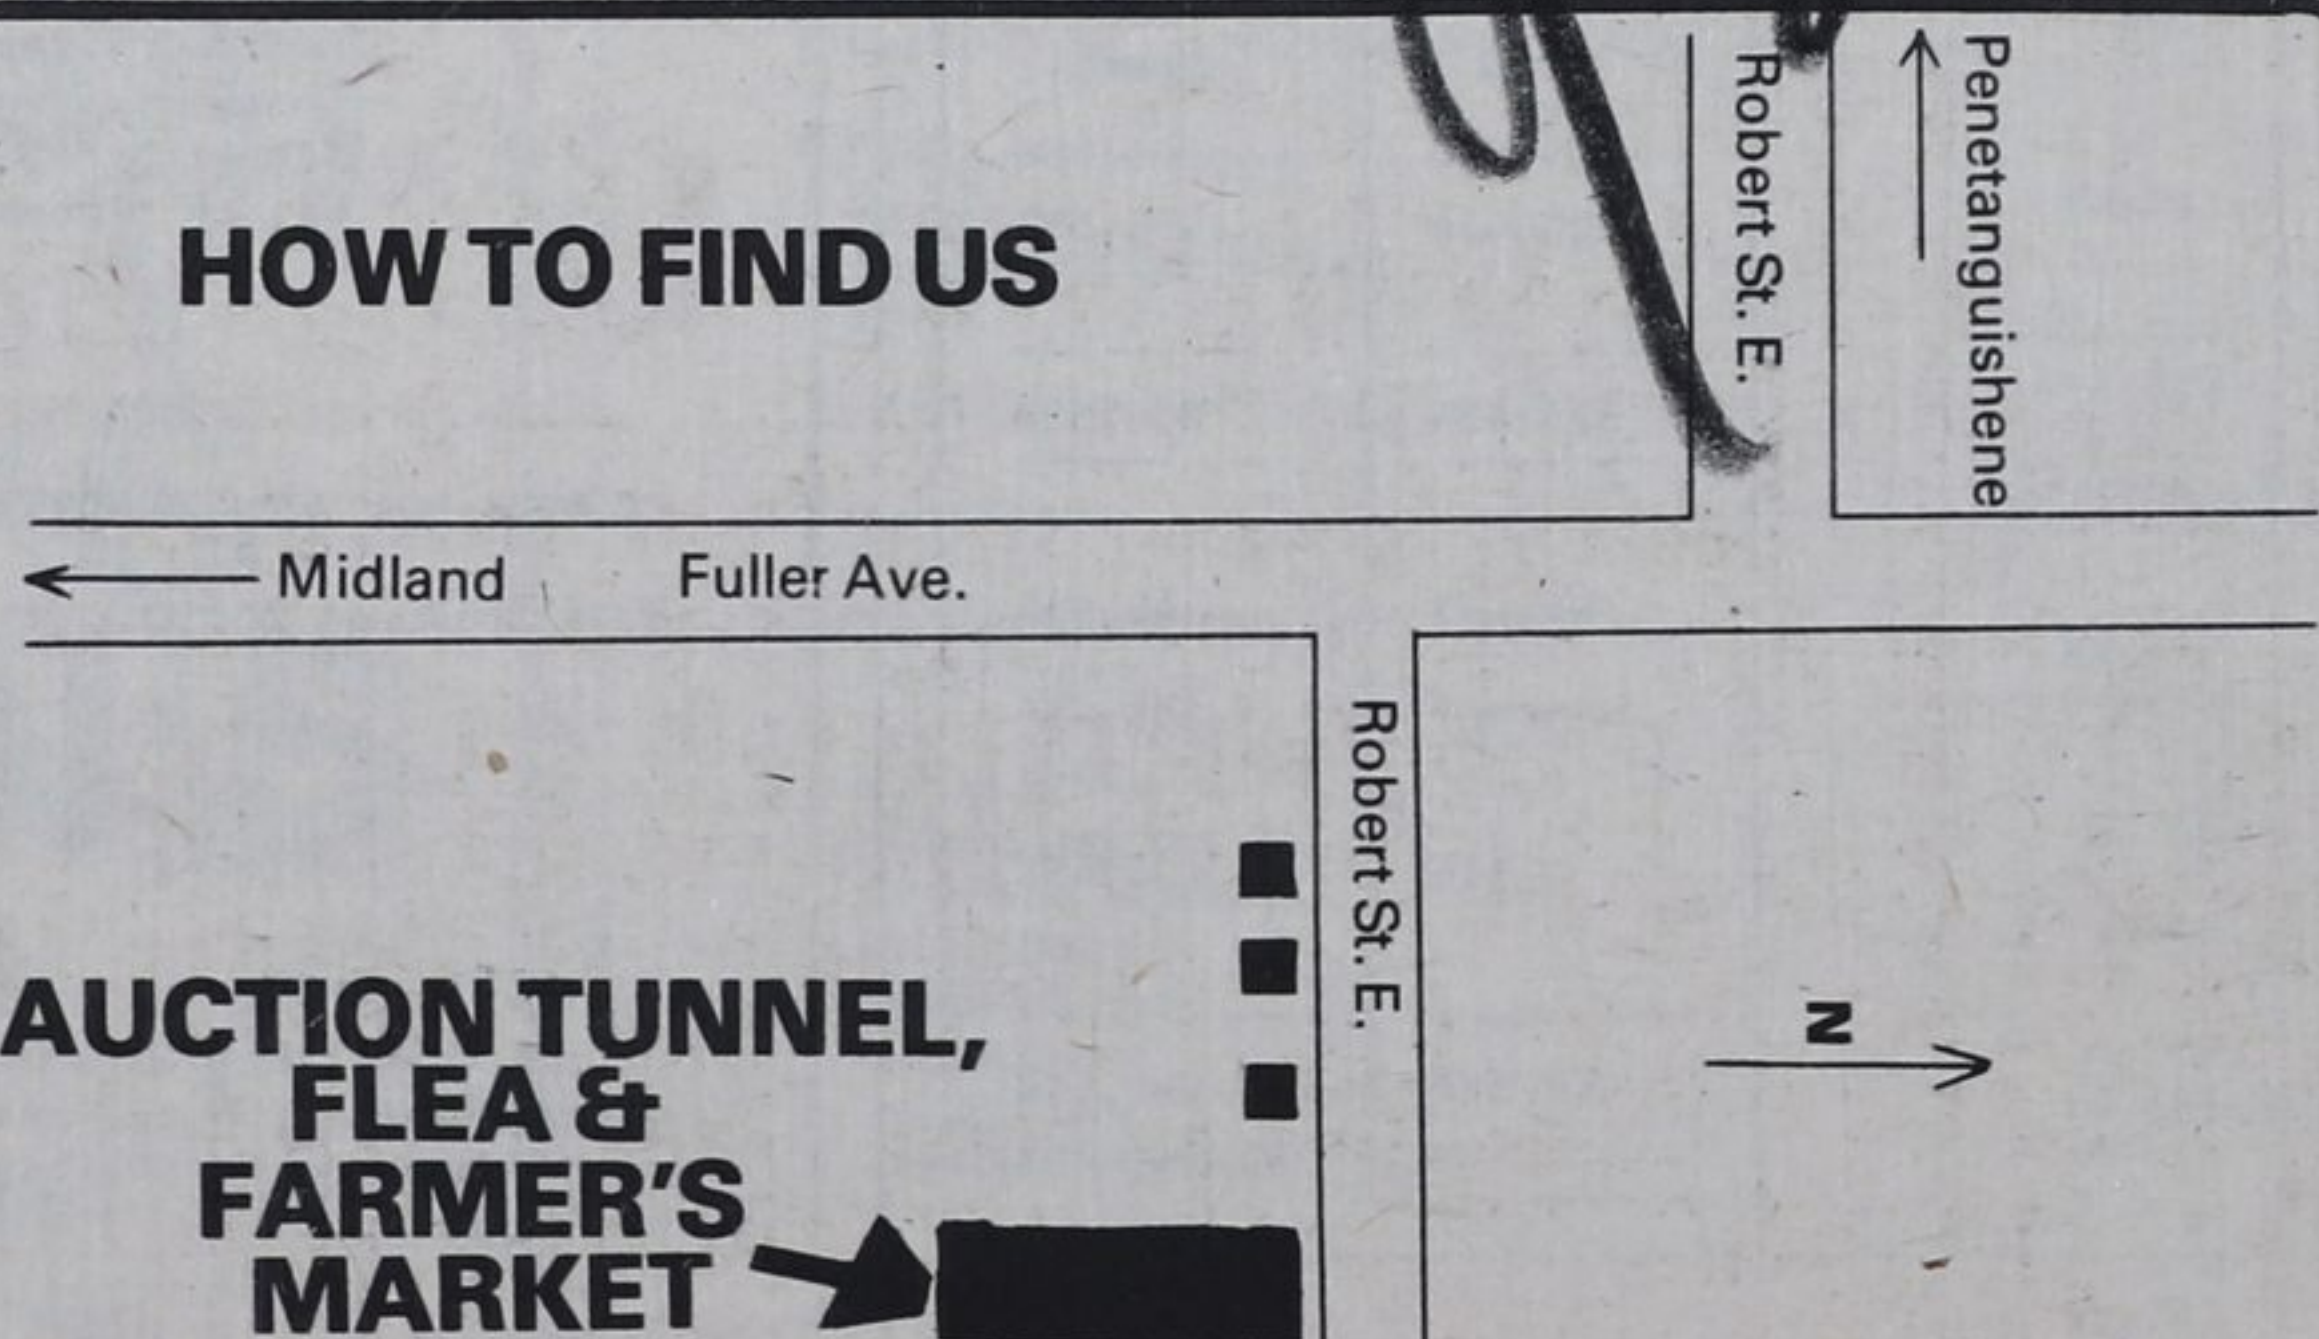 HOW TO FIND US
Robert St. E.
Penetanguishene
Midland
Fuller Ave.
Robert St. E.
N
AUCTION TUNNEL,
FLEA &
FARMER'S
MARKET